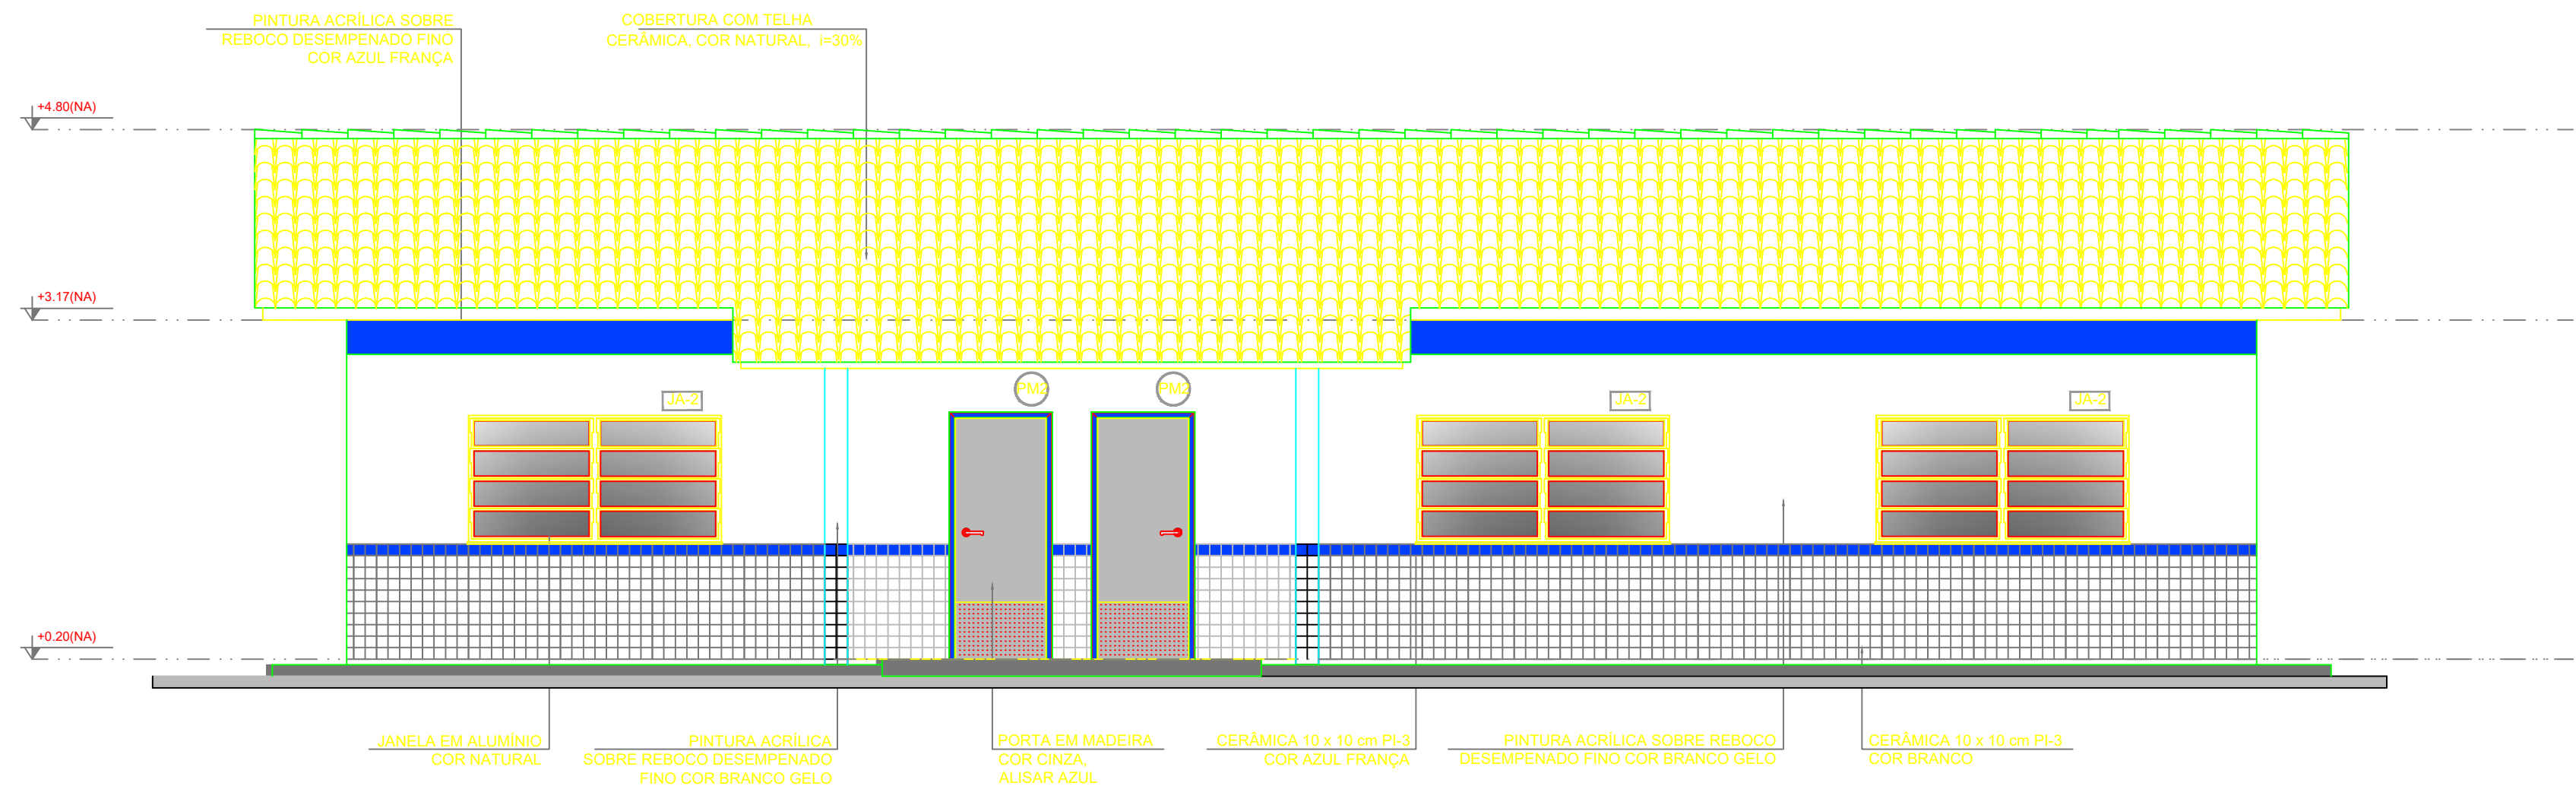 PINTURA ACRÍLICA SOBRE
REBOCO DESEMPENADO FINO
COR AZUL FRANÇA
COBERTURA COM TELHA
CERÂMICA, COR NATURAL, i=30%
+4.80(NA)
+3.17(NA)
+0.20(NA)
JA-2
PM2
PM2
JA-2
JA-2
JANELA EM ALUMÍNIO
COR NATURAL
PINTURA ACRÍLICA
SOBRE REBOCO DESEMPENADO
FINO COR BRANCO GELO
PORTA EM MADEIRA
COR CINZA,
ALISAR AZUL
CERÂMICA 10 x 10 cm PI-3
COR AZUL FRANÇA
PINTURA ACRÍLICA SOBRE REBOCO
DESEMPENADO FINO COR BRANCO GELO
CERÂMICA 10 x 10 cm PI-3
COR BRANCO